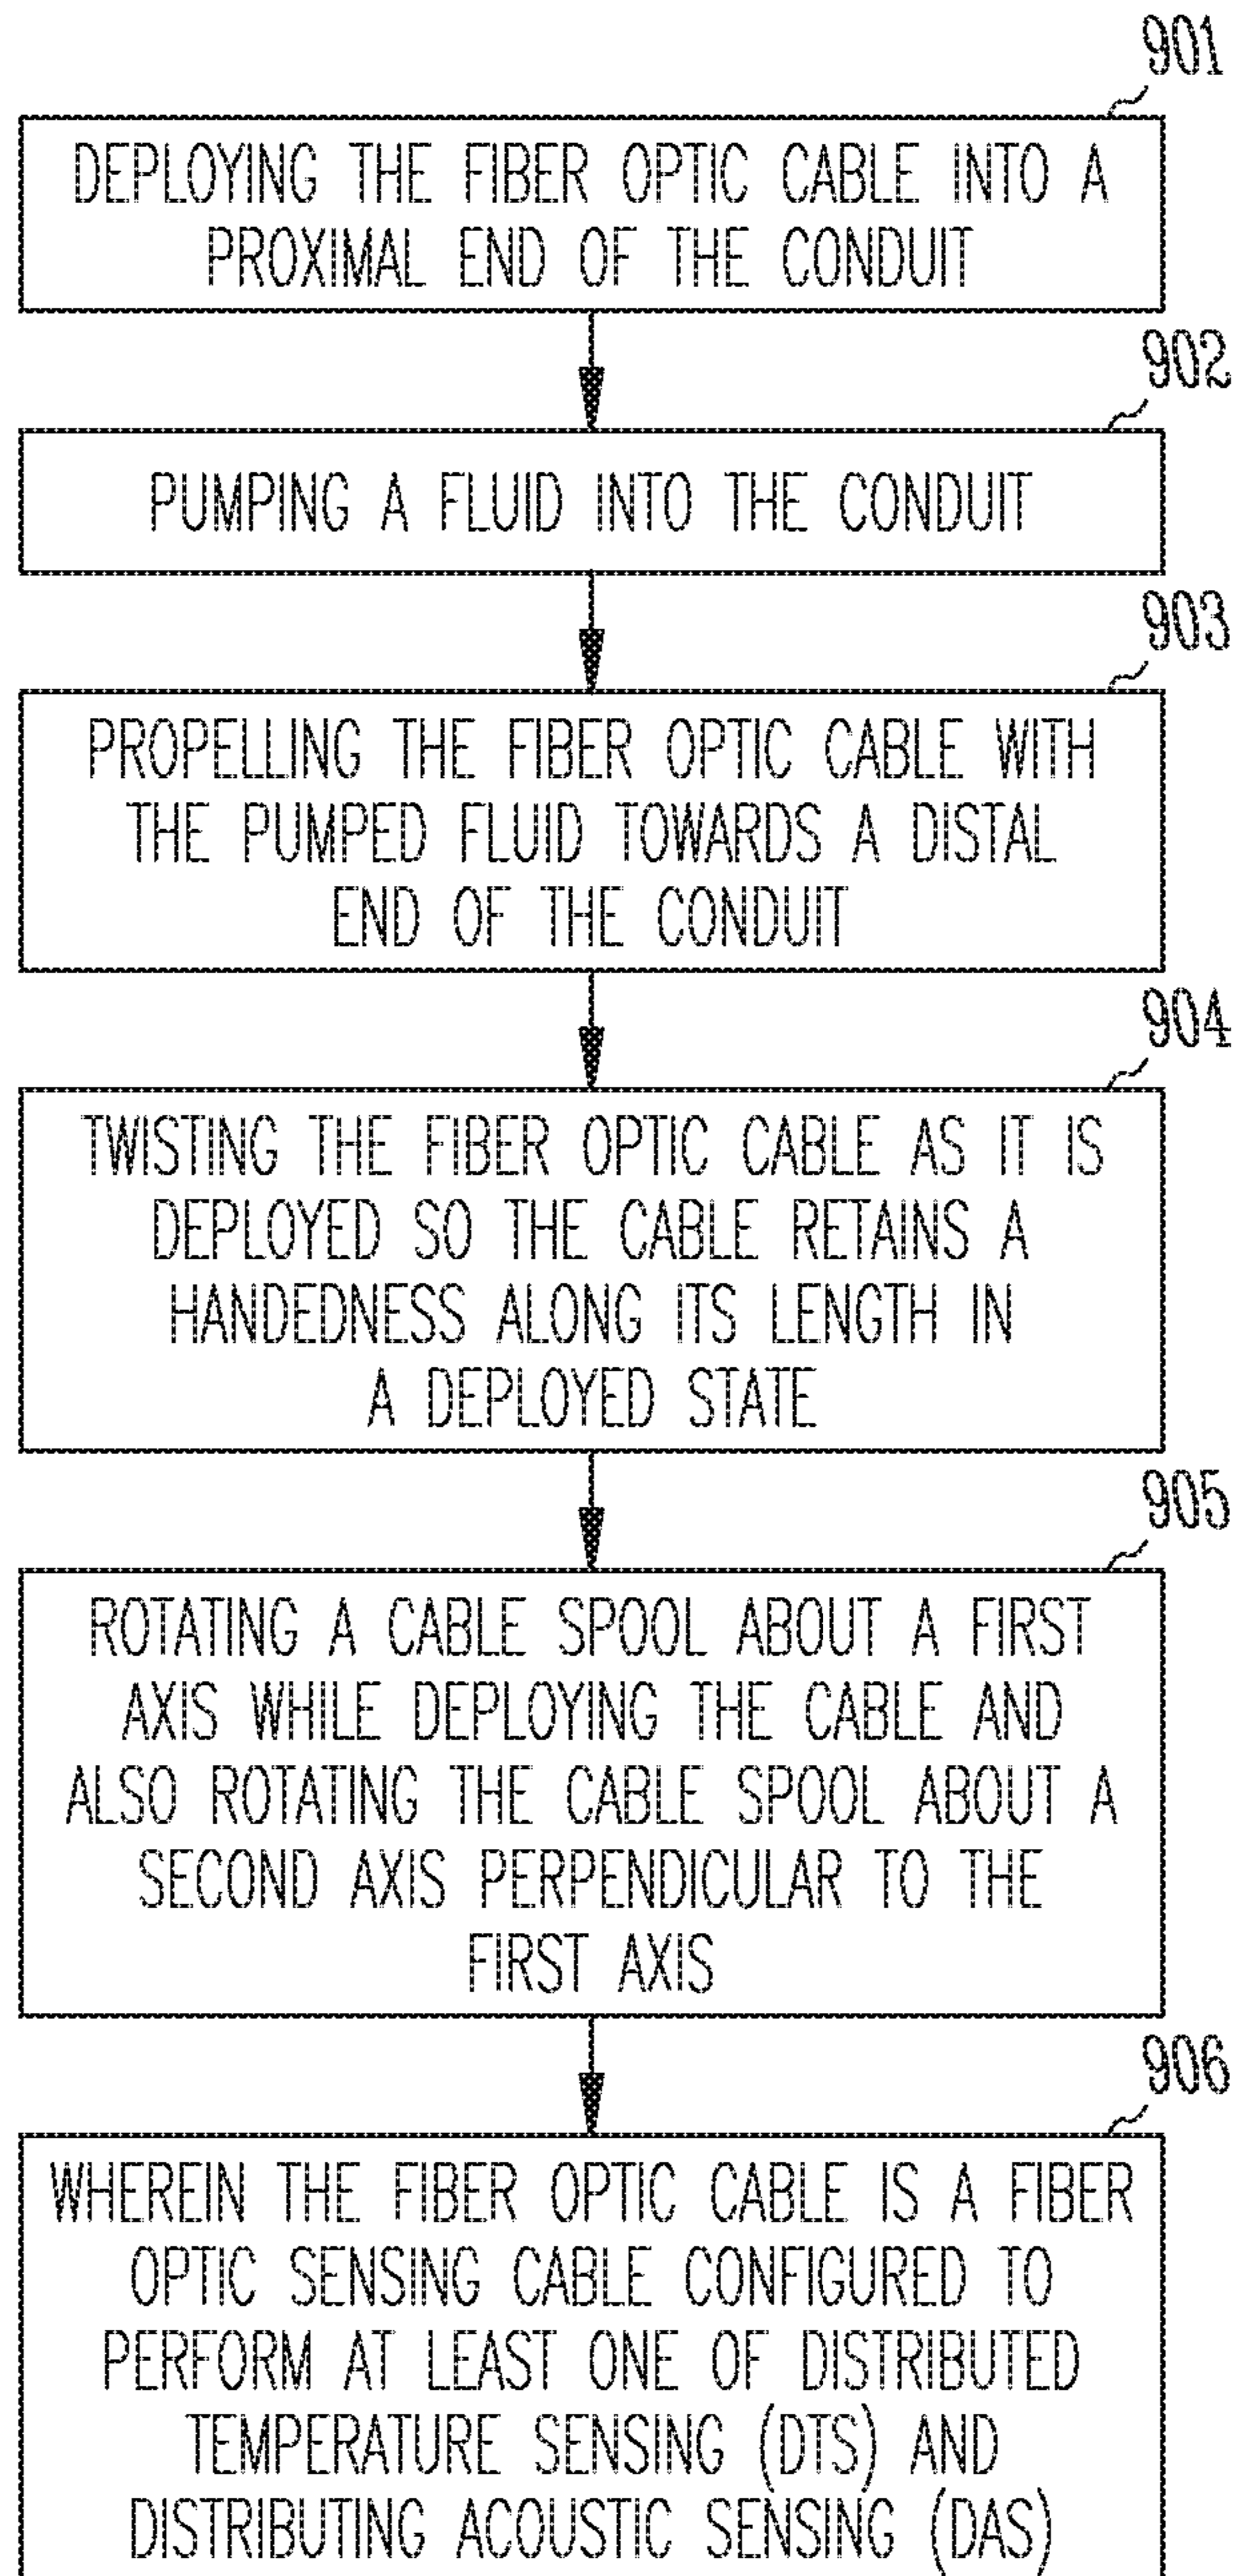 901
DEPLOYING THE FIBER OPTIC CABLE INTO A
PROXIMAL END OF THE CONDUIT
902
PUMPING A FLUID INTO THE CONDUIT
903
PROPELLING THE FIBER OPTIC CABLE WITH
THE PUMPED FLUID TOWARDS A DISTAL
END OF THE CONDUIT
904
TWISTING THE FIBER OPTIC CABLE AS IT IS
DEPLOYED SO THE CABLE RETAINS A
HANDEDNESS ALONG ITS LENGTH IN
A DEPLOYED STATE
905
ROTATING A CABLE SPOOL ABOUT A FIRST
AXIS WHILE DEPLOYING THE CABLE AND
ALSO ROTATING THE CABLE SPOOL ABOUT A
SECOND AXIS PERPENDICULAR TO THE
FIRST AXIS
906
WHEREIN THE FIBER OPTIC CABLE IS A FIBER
OPTIC SENSING CABLE CONFIGURED TO
PERFORM AT LEAST ONE OF DISTRIBUTED
TEMPERATURE SENSING (DTS) AND
DISTRIBUTING ACOUSTIC SENSING (DAS)